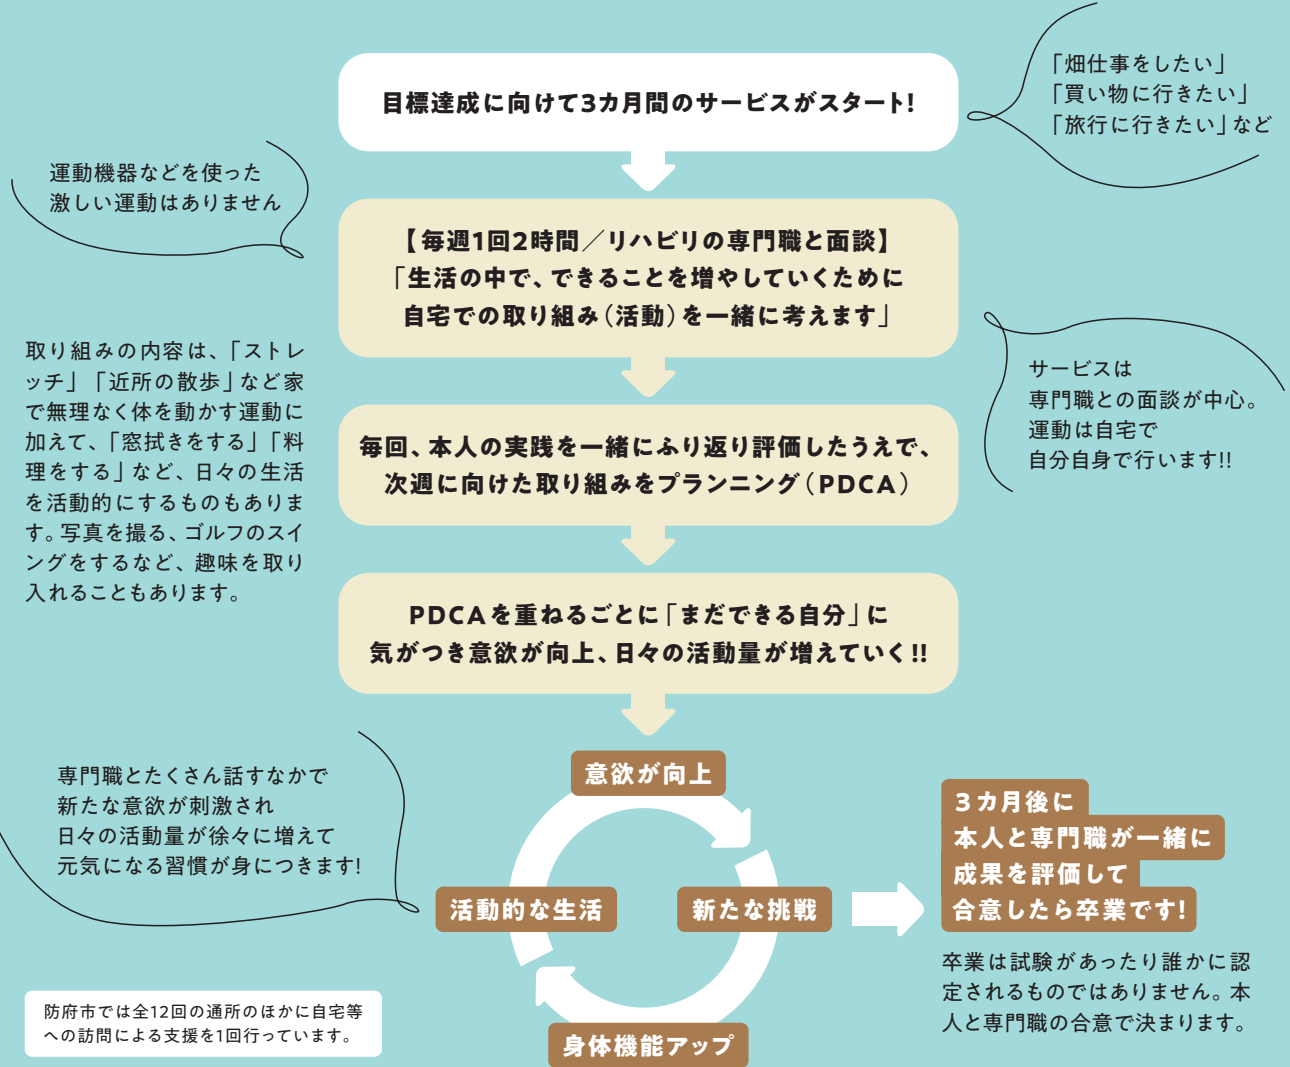 目標達成に向けて3カ月間のサービスがスタート!
「畑仕事をしたい」
「買い物に行きたい」
「旅行に行きたい」など
運動機器などを使った
激しい運動はありません
【毎週1回2時間／リハビリの専門職と面談】
「生活の中で、できることを増やしていくために
自宅での取り組み（活動）を一緒に考えます」
取り組みの内容は、「ストレ
ッチ」「近所の散歩」など家
で無理なく体を動かす運動に
加えて、「窓拭きをする」「料
理をする」など、日々の生活
を活動的にするものもありま
す。写真を撮る、ゴルフのスイ
ングをするなど、趣味を取り
入れることもあります。
サービスは
専門職との面談が中心。
運動は自宅で
自分自身で行います!!
毎回、本人の実践を一緒にふり返り評価したうえで、
次週に向けた取り組みをプランニング（PDCA）
PDCAを重ねるごとに「まだできる自分」に
気がつき意欲が向上、日々の活動量が増えていく!!
専門職とたくさん話すなかで
新たな意欲が刺激され
日々の活動量が徐々に増えて
元気になる習慣が身につきます!
意欲が向上
新たな挑戦
身体機能アップ
活動的な生活
3カ月後に
本人と専門職が一緒に
成果を評価して
合意したら卒業です!
卒業は試験があったり誰かに認
定されるものではありません。本
人と専門職の合意で決まります。
防府市では全12回の通所のほかに自宅等
への訪問による支援を1回行っています。